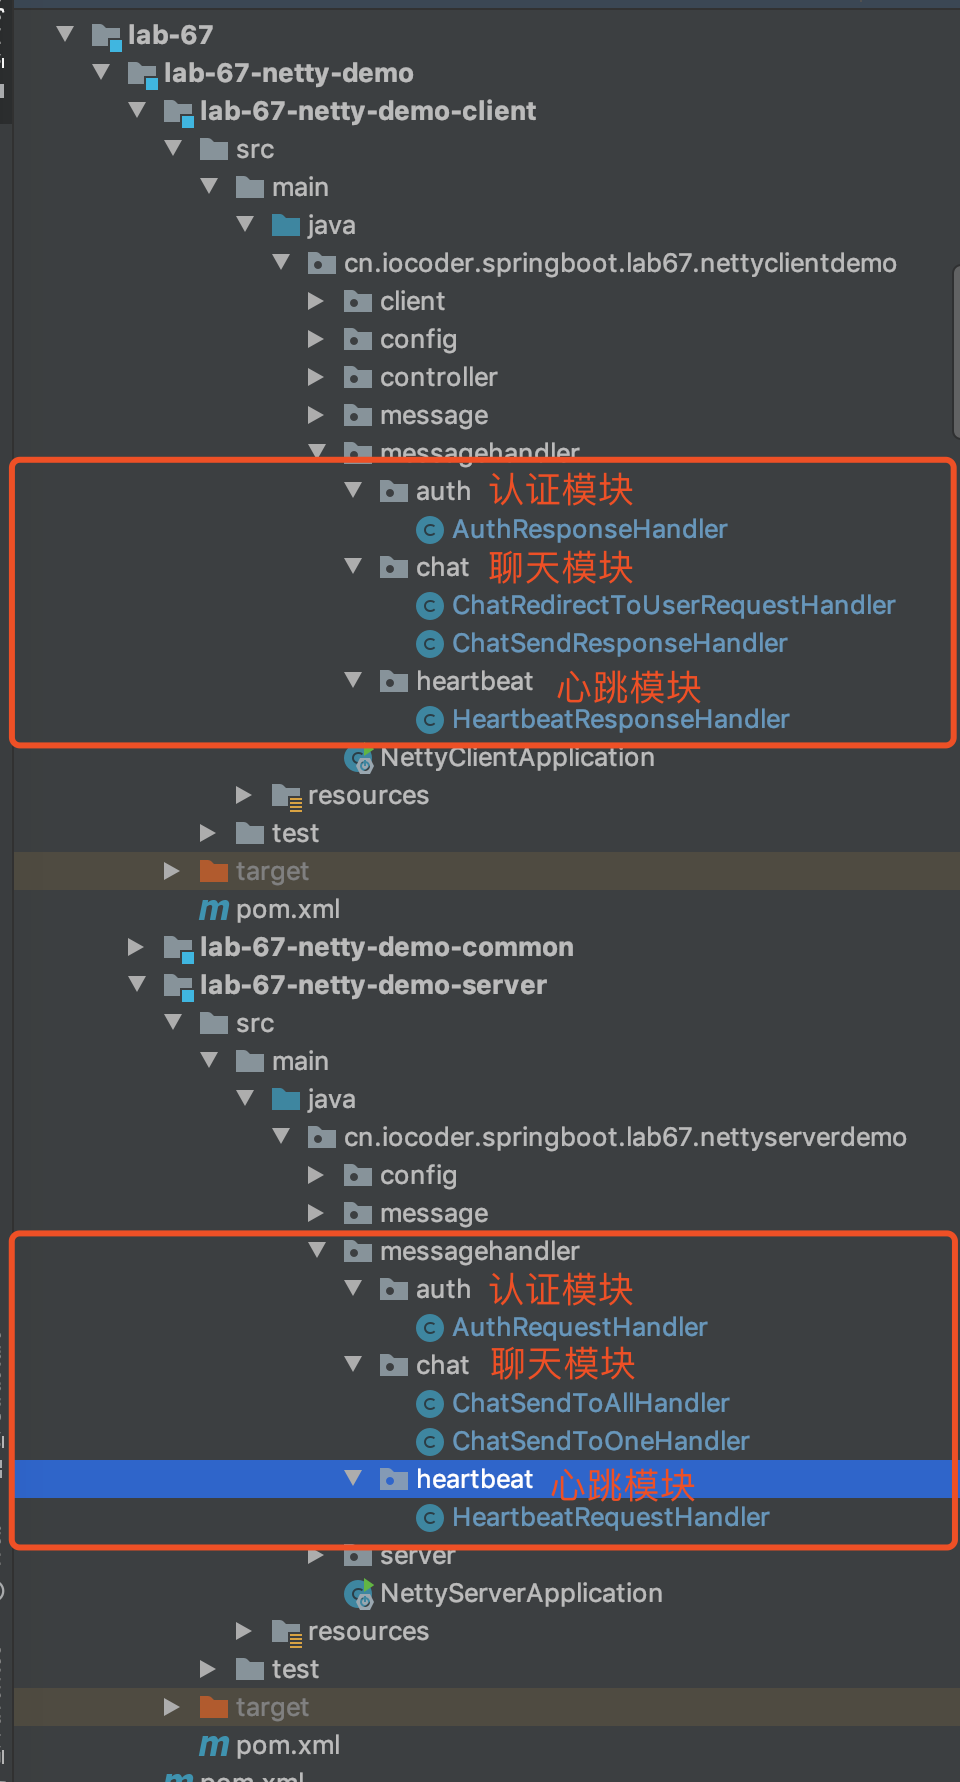 lab-67
lab-67-netty-demo
lab-67-netty-demo-client
src
main
java
cn.iocoder.springboot.lab67.nettyclientdemo
client
config
controller
message
messagehandler
auth 认证模块
AuthResponseHandler
chat 聊天模块
ChatRedirectToUserRequestHandler
ChatSendResponseHandler
heartbeat 心跳模块
HeartbeatResponseHandler
NettyClientApplication
resources
test
target
pom.xml
lab-67-netty-demo-common
lab-67-netty-demo-server
src
main
java
cn.iocoder.springboot.lab67.nettyserverdemo
config
message
messagehandler
auth 认证模块
AuthRequestHandler
chat 聊天模块
ChatSendToAllHandler
ChatSendToOneHandler
heartbeat 心跳模块
HeartbeatRequestHandler
server
NettyServerApplication
resources
test
target
pom.xml
pom.xml